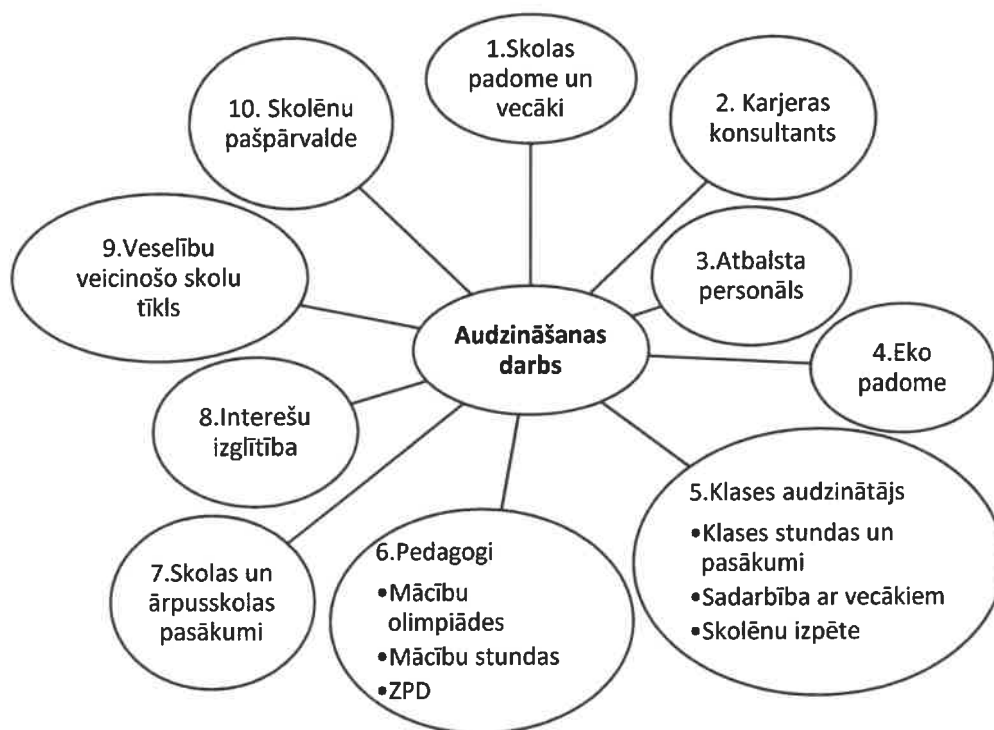 1.Skolas
padome un
vecāki
2. Karjeras
konsultants
3.Atbalsta
personāls
4.Eko
padome
5.Klases audzinātājs
•Klases stundas un
pasākumi
•Sadarbība ar vecākiem
•Skolēnu izpēte
6.Pedagogi
•Mācību
olimpiādes
•Mācību stundas
•ZPD
7.Skolas un
ārpusskolas
pasākumi
8.Interešu
izglītība
9.Veselību
veicinošo skolu
tīkls
10. Skolēnu
pašpārvalde
Audzināšanas
darbs